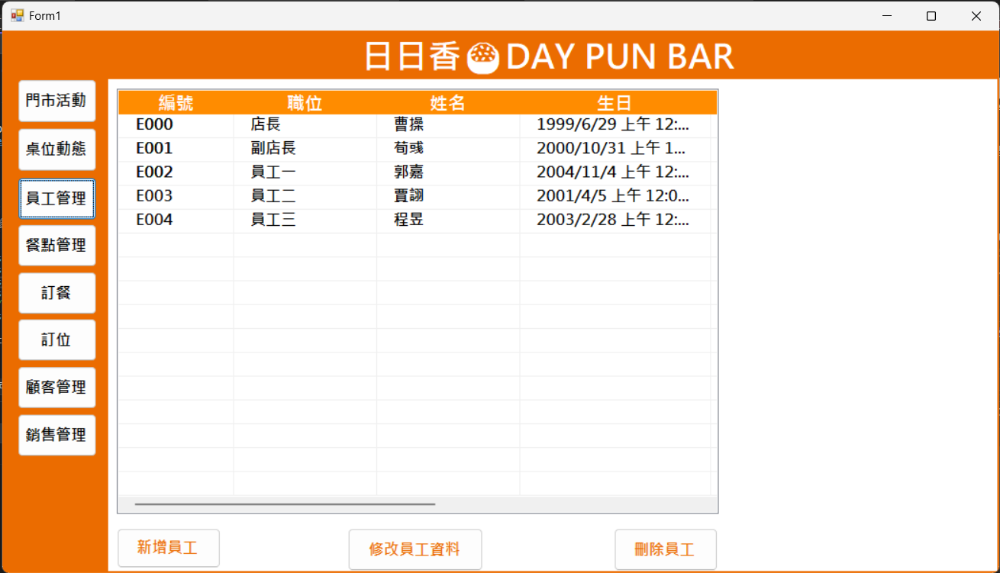 Form1
日日香 DAY PUN BAR
門市活動
桌位動態
員工管理
餐點管理
訂餐
訂位
顧客管理
銷售管理
編號 職位 姓名 生日
E000 店長 曹操 1999/6/29 上午 12:...
E001 副店長 荀彧 2000/10/31 上午 1...
E002 員工一 郭嘉 2004/11/4 上午 12:...
E003 員工二 賈詡 2001/4/5 上午 12:0...
E004 員工三 程昱 2003/2/28 上午 12:...
新增員工 修改員工資料 刪除員工